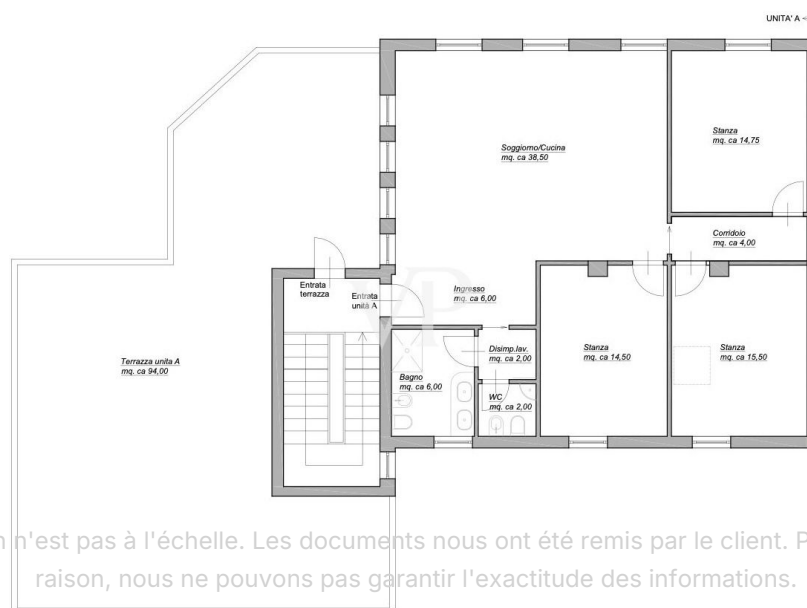 UNITA' A
Stanza
mq. ca 14,75
Soggiorno/Cucina
mq. ca 38,50
Corridoio
mq. ca 4,00
Entrata
terrazza
Entrata
unità A
Ingresso
mq. ca 6,00
VP
Terrazza unita A
mq. ca 94,00
Disimp.lav.
mq. ca 2,00
Stanza
mq. ca 14,50
Stanza
mq. ca 15,50
Bagno
mq. ca 6,00
WC
mq. ca 2,00
n'est pas à l'échelle. Les documents nous ont été remis par le client. P
raison, nous ne pouvons pas garantir l'exactitude des informations.